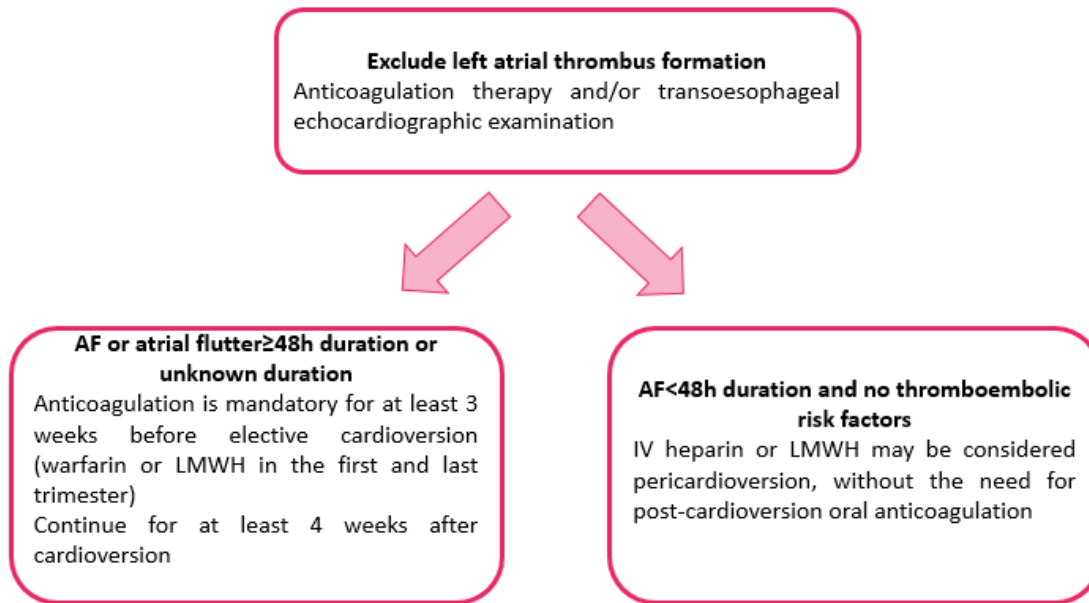 Exclude left atrial thrombus formation
Anticoagulation therapy and/or transoesophageal
echocardiographic examination
AF or atrial flutter≥48h duration or
unknown duration
Anticoagulation is mandatory for at least 3
weeks before elective cardioversion
(warfarin or LMWH in the first and last
trimester)
Continue for at least 4 weeks after
cardioversion
AF<48h duration and no thromboembolic
risk factors
IV heparin or LMWH may be considered
pericardioversion, without the need for
post-cardioversion oral anticoagulation